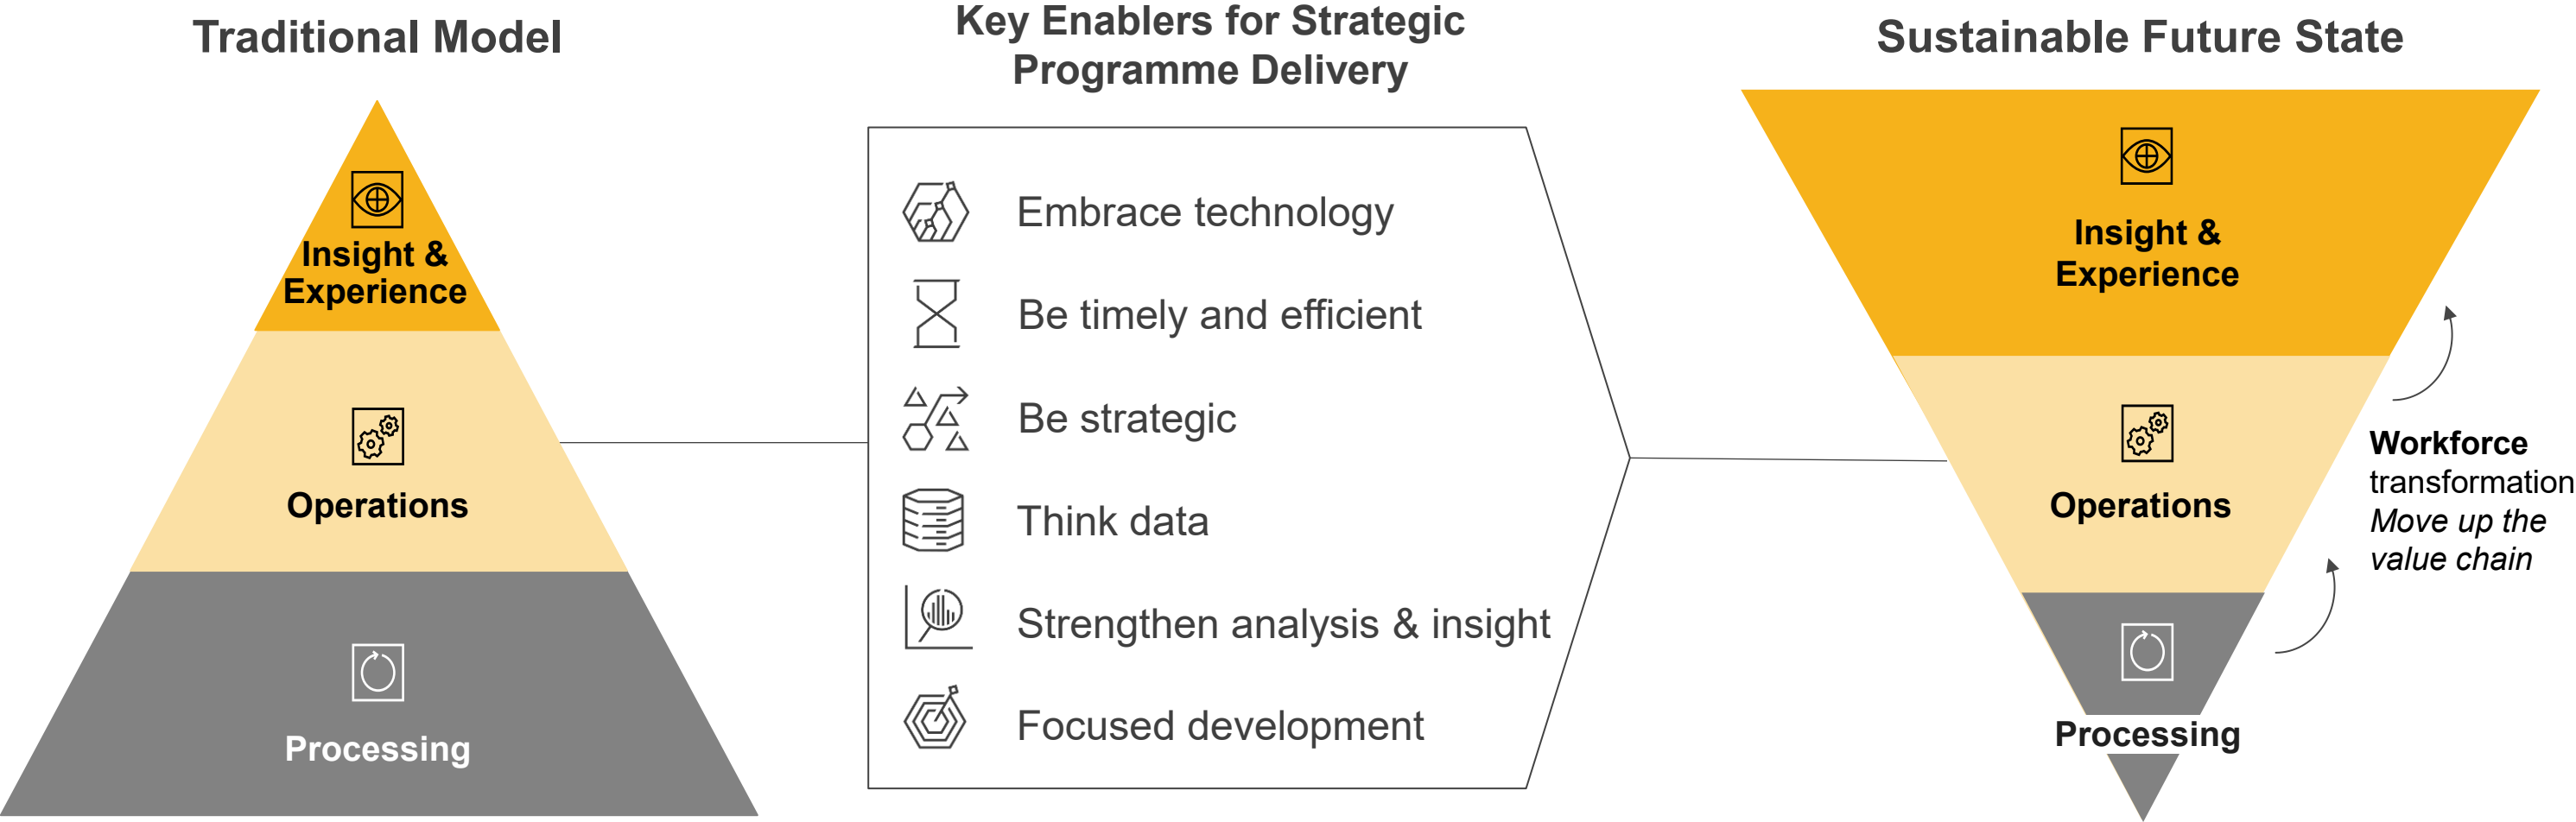 Traditional Model
Insight &
Experience
Operations
Processing
Key Enablers for Strategic
Programme Delivery
Embrace technology
Be timely and efficient
Be strategic
Think data
Strengthen analysis & insight
Focused development
Sustainable Future State
Insight &
Experience
Operations
Processing
Workforce
transformation
Move up the
value chain